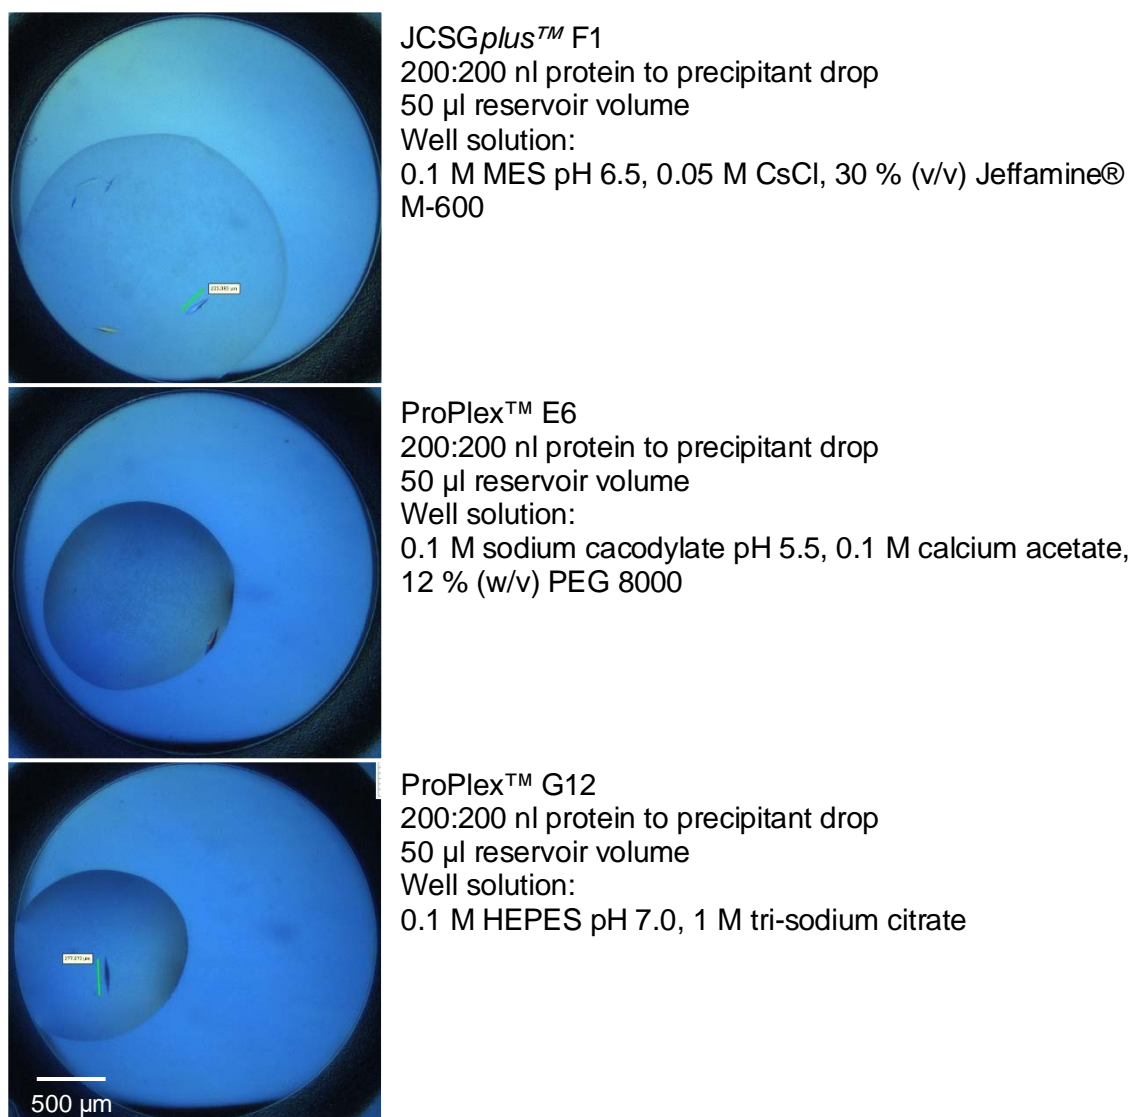 JCSGplus™ F1
200:200 nl protein to precipitant drop
50 µl reservoir volume
Well solution:
0.1 M MES pH 6.5, 0.05 M CsCl, 30 % (v/v) Jeffamine®
M-600
ProPlex™ E6
200:200 nl protein to precipitant drop
50 µl reservoir volume
Well solution:
0.1 M sodium cacodylate pH 5.5, 0.1 M calcium acetate,
12 % (w/v) PEG 8000
ProPlex™ G12
200:200 nl protein to precipitant drop
50 µl reservoir volume
Well solution:
0.1 M HEPES pH 7.0, 1 M tri-sodium citrate
500 µm